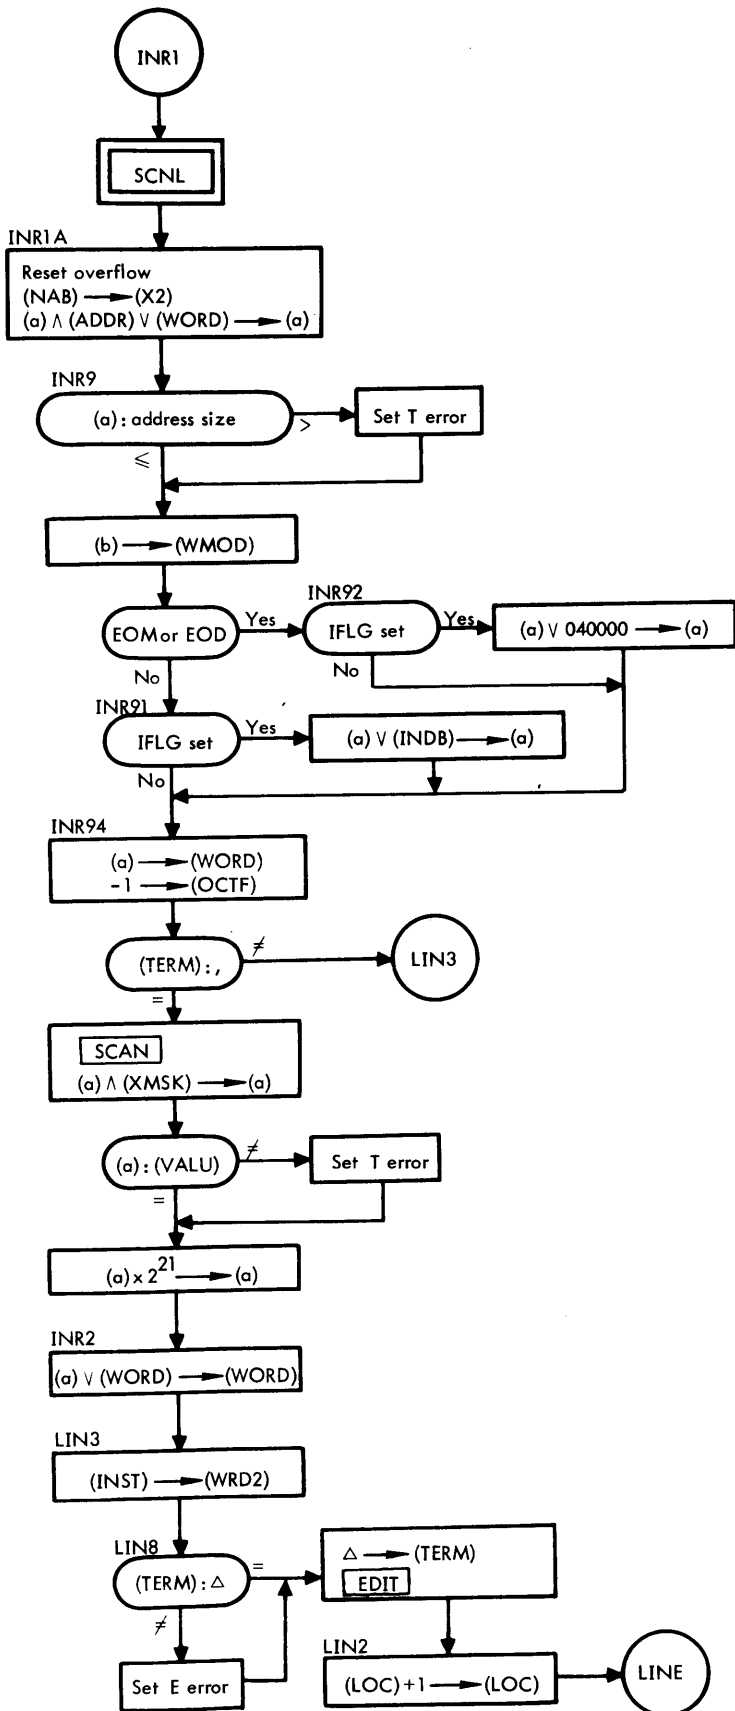 INR1
SCNL
INR1A
Reset overflow
(NAB) ⟶ (X2)
(a) ∧ (ADDR) ∨ (WORD) ⟶ (a)
INR9
(a) : address size
>
Set T error
≤
(b) ⟶ (WMOD)
INR92
EOM or EOD
Yes
IFLG set
Yes
(a) ∨ 040000 ⟶ (a)
No
No
INR91
IFLG set
Yes
(a) ∨ (INDB) ⟶ (a)
No
INR94
(a) ⟶ (WORD)
-1 ⟶ (OCTF)
(TERM) : ,
≠
LIN3
=
SCAN
(a) ∧ (XMSK) ⟶ (a)
(a) : (VALU)
≠
Set T error
=
(a) x 2^21 ⟶ (a)
INR2
(a) ∨ (WORD) ⟶ (WORD)
LIN3
(INST) ⟶ (WRD2)
LIN8
(TERM) : △
=
△ ⟶ (TERM)
EDIT
≠
Set E error
LIN2
(LOC) +1 ⟶ (LOC)
LINE